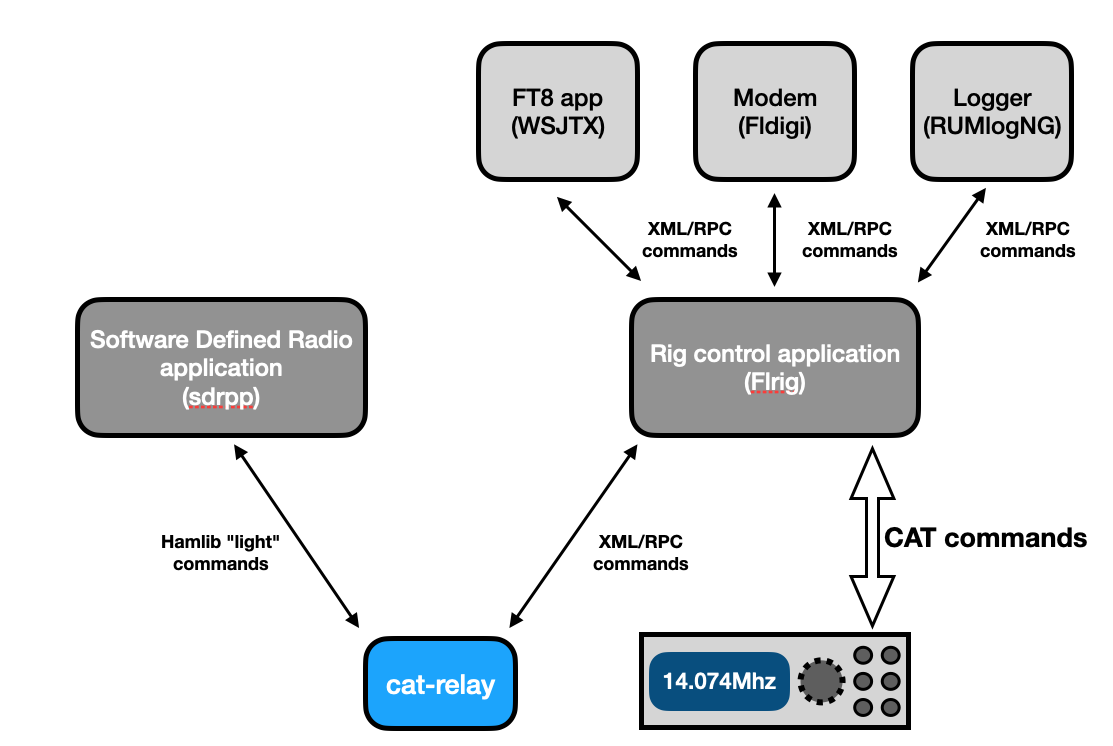 FT8 app
(WSJTX)
Modem
(Fldigi)
Logger
(RUMlogNG)
XML/RPC
commands
XML/RPC
commands
XML/RPC
commands
Software Defined Radio
application
(sdrpp)
Rig control application
(Flrig)
Hamlib "light"
commands
XML/RPC
commands
CAT commands
cat-relay
14.074Mhz